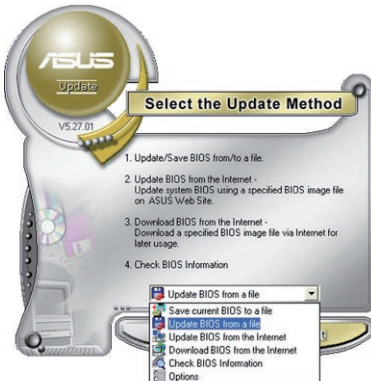 ASUS
Update
V5.27.01
Select the Update Method
1. Update/Save BIOS from/to a file.
2. Update BIOS from the Internet -
Update system BIOS using a specified BIOS image file
on ASUS Web Site.
3. Download BIOS from the Internet -
Download a specified BIOS image file via Internet for
later usage.
4. Check BIOS Information
Update BIOS from a file
Save current BIOS to a file
Update BIOS from a file
Update BIOS from the Internet
Download BIOS from the Internet
Check BIOS Information
Options